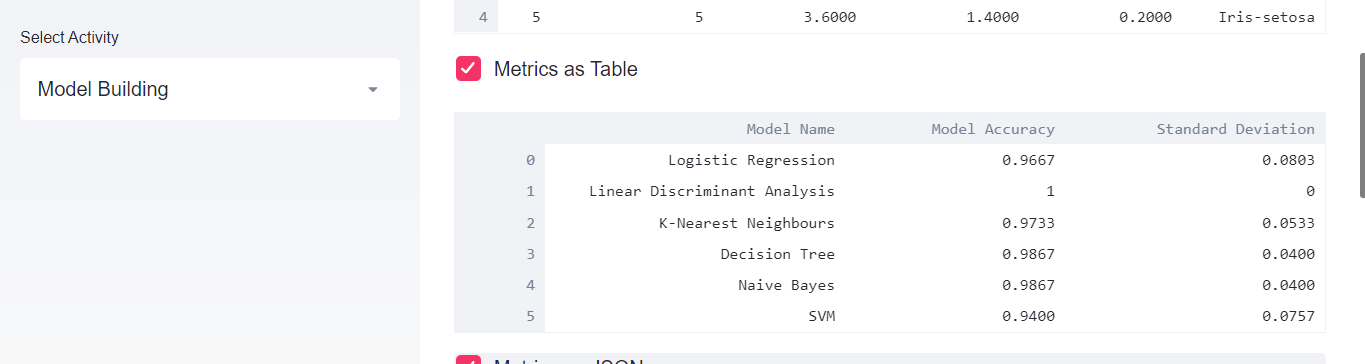 4 5 5 3.6000 1.4000 0.2000 Iris-setosa
Select Activity
Model Building
Metrics as Table
Model Name Model Accuracy Standard Deviation
0 Logistic Regression 0.9667 0.0803
1 Linear Discriminant Analysis 1 0
2 K-Nearest Neighbours 0.9733 0.0533
3 Decision Tree 0.9867 0.0400
4 Naive Bayes 0.9867 0.0400
5 SVM 0.9400 0.0757